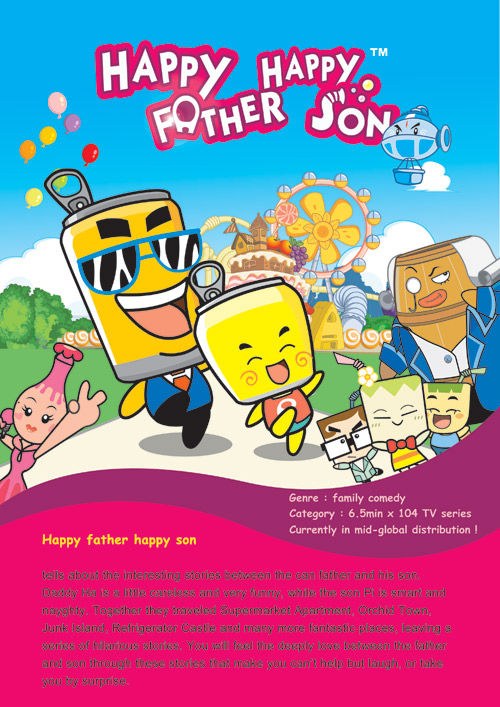 HAPPY HAPPY™
FATHER SON
Genre : family comedy
Category : 6.5min x 104 TV series
Currently in mid-global distribution !
Happy father happy son
tells about the interesting stories between the can father and his son.
Daddy Ha is a little careless and very funny, while the son Pi is smart and
naughty. Together they traveled Supermarket Apartment, Orchid Town,
Junk Island, Refrigerator Castle and many more fantastic places, leaving a
series of hilarious stories. You will feel the deeply love between the father
and son through these stories that make you can't help but laugh, or take
you by surprise.